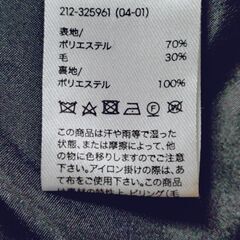 212-325961 (04-01)
表地/
ポリエステル 70%
毛 30%
裏地/
ポリエステル 100%
この商品は汗や雨等で湿った
状態、または摩擦によって、他
の物に色移りしますのでご注意
下さい。アイロン掛けの際は、あ
て布をご使用下さい。この